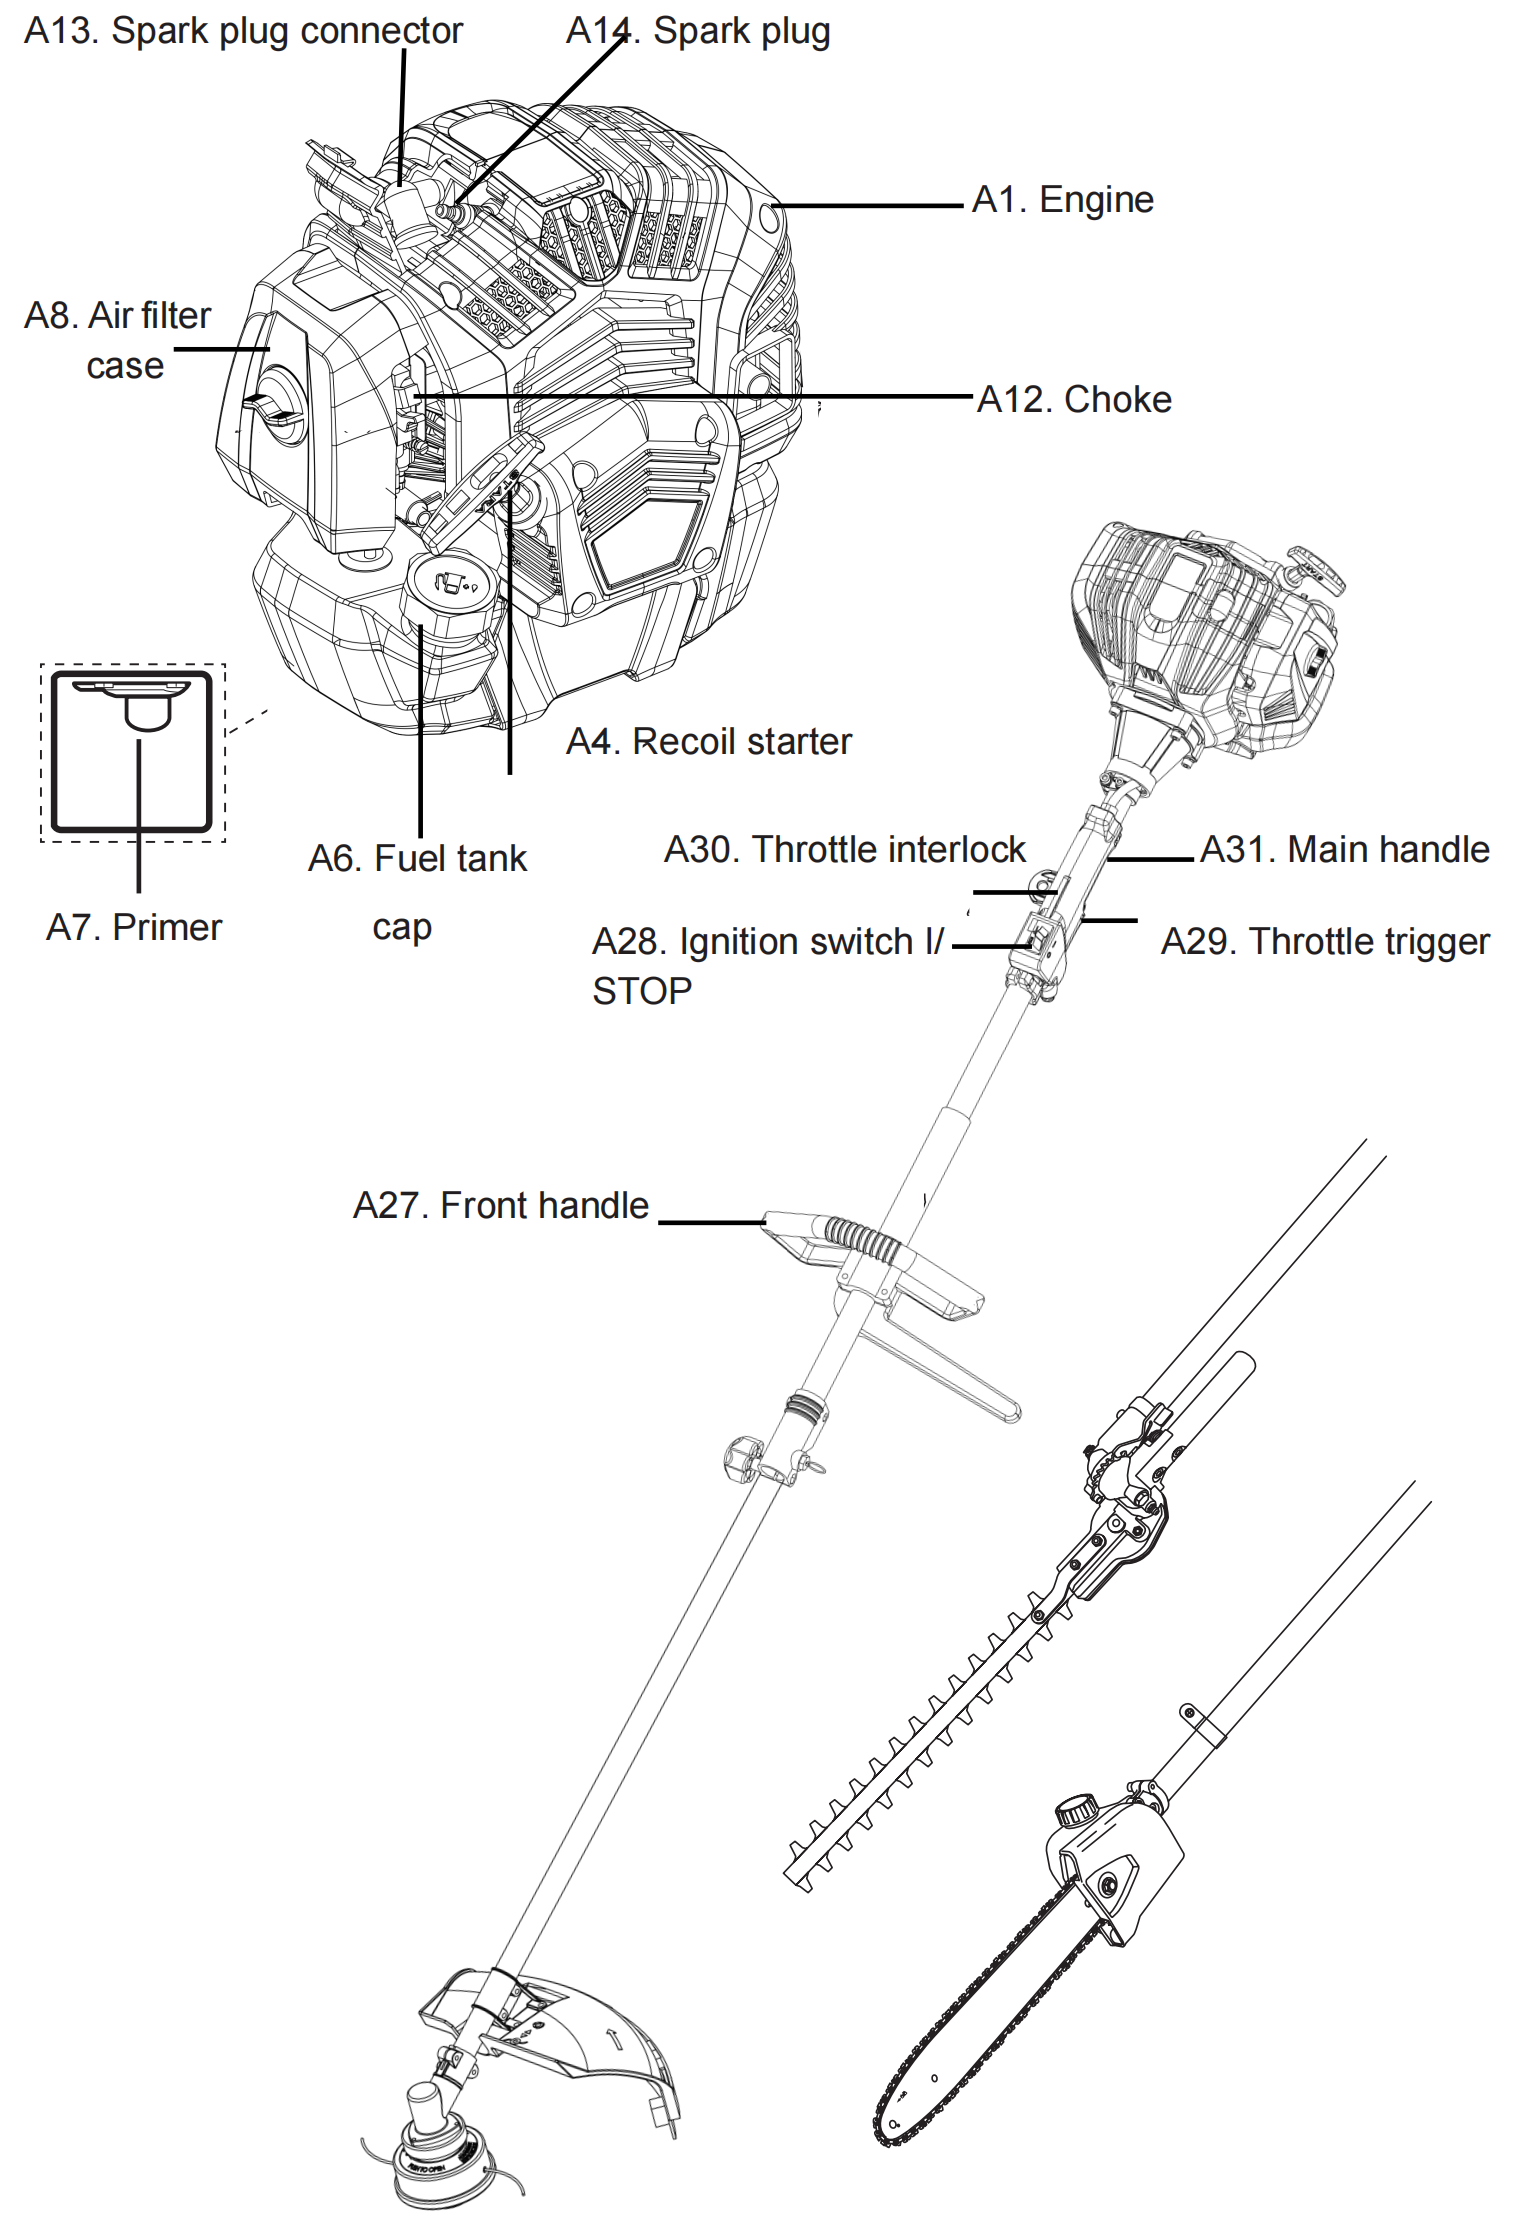 A13. Spark plug connector
A14. Spark plug
A1. Engine
A8. Air filter
case
A12. Choke
START
A4. Recoil starter
A30. Throttle interlock
A31. Main handle
A6. Fuel tank
cap
A7. Primer
A28. Ignition switch I/
STOP
A29. Throttle trigger
A27. Front handle